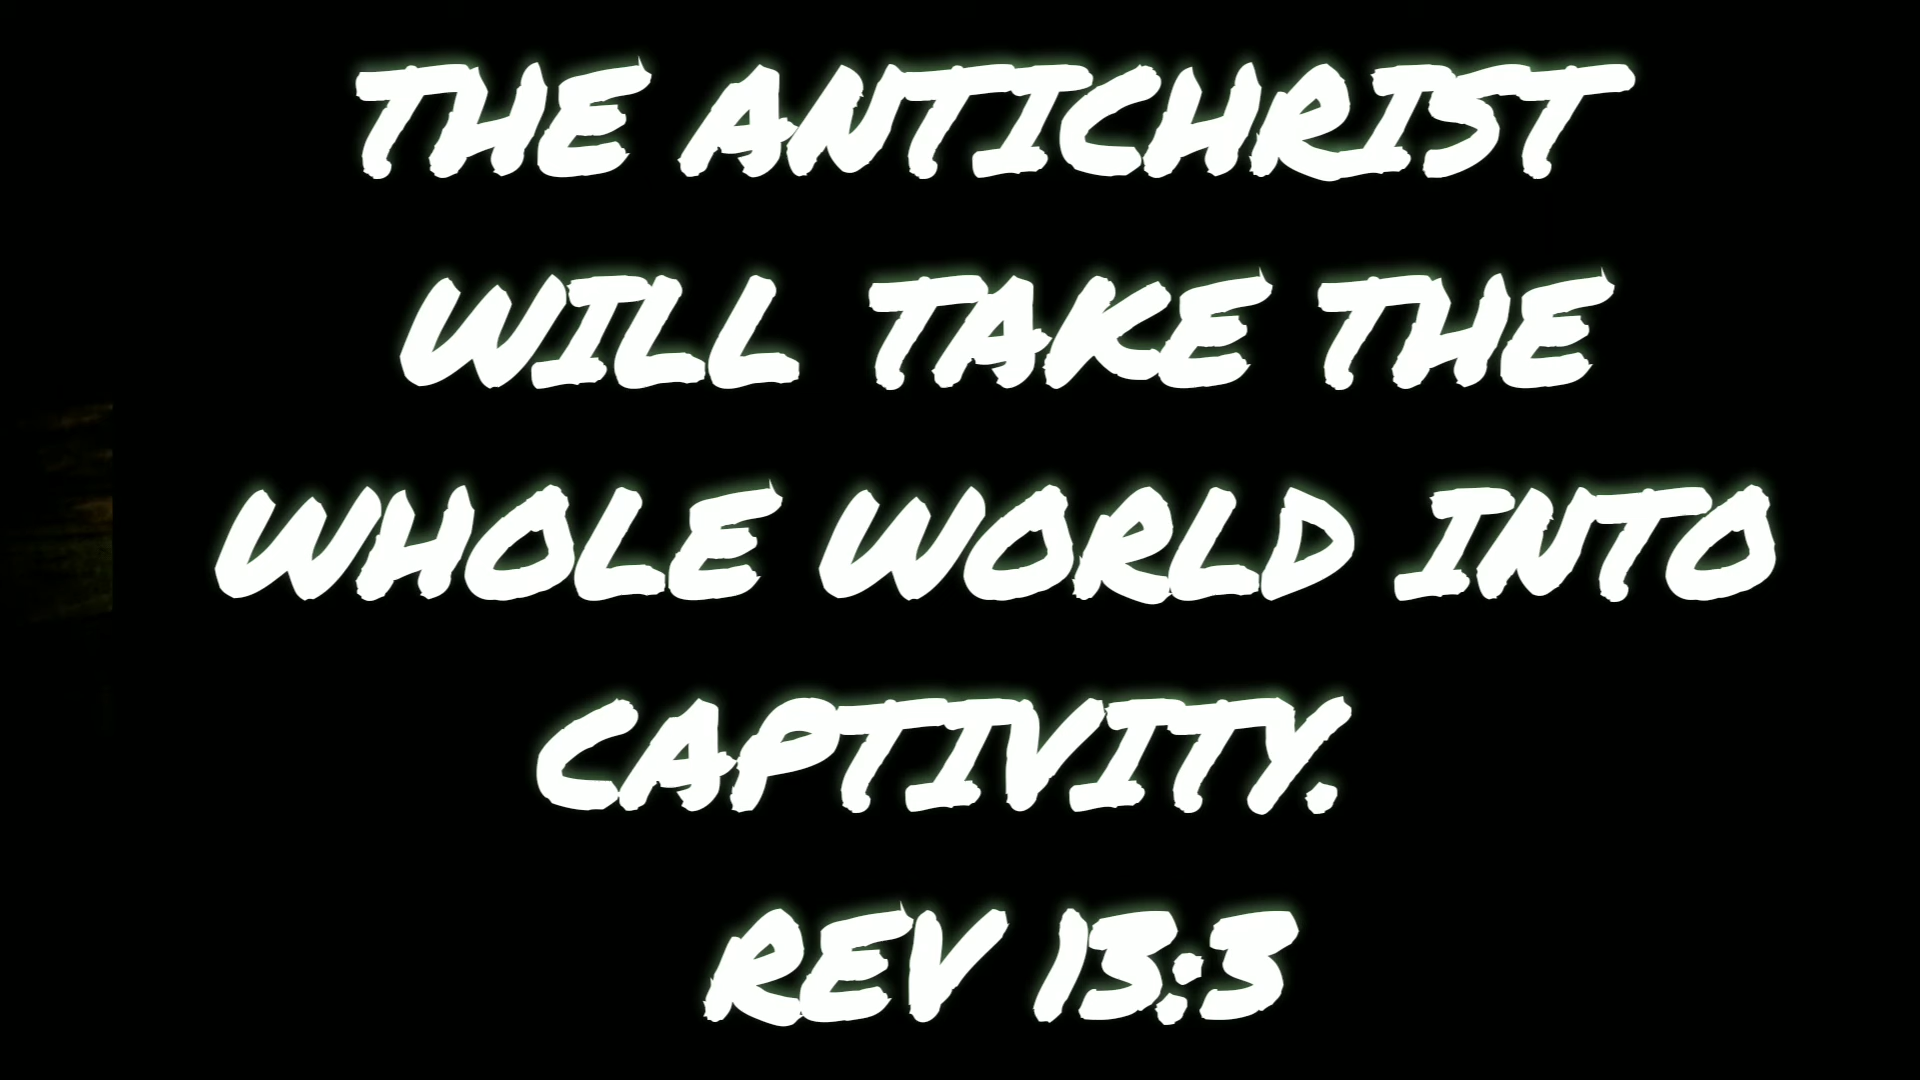 THE ANTICHRIST
WILL TAKE THE
WHOLE WORLD INTO
CAPTIVITY.
REV 13:3